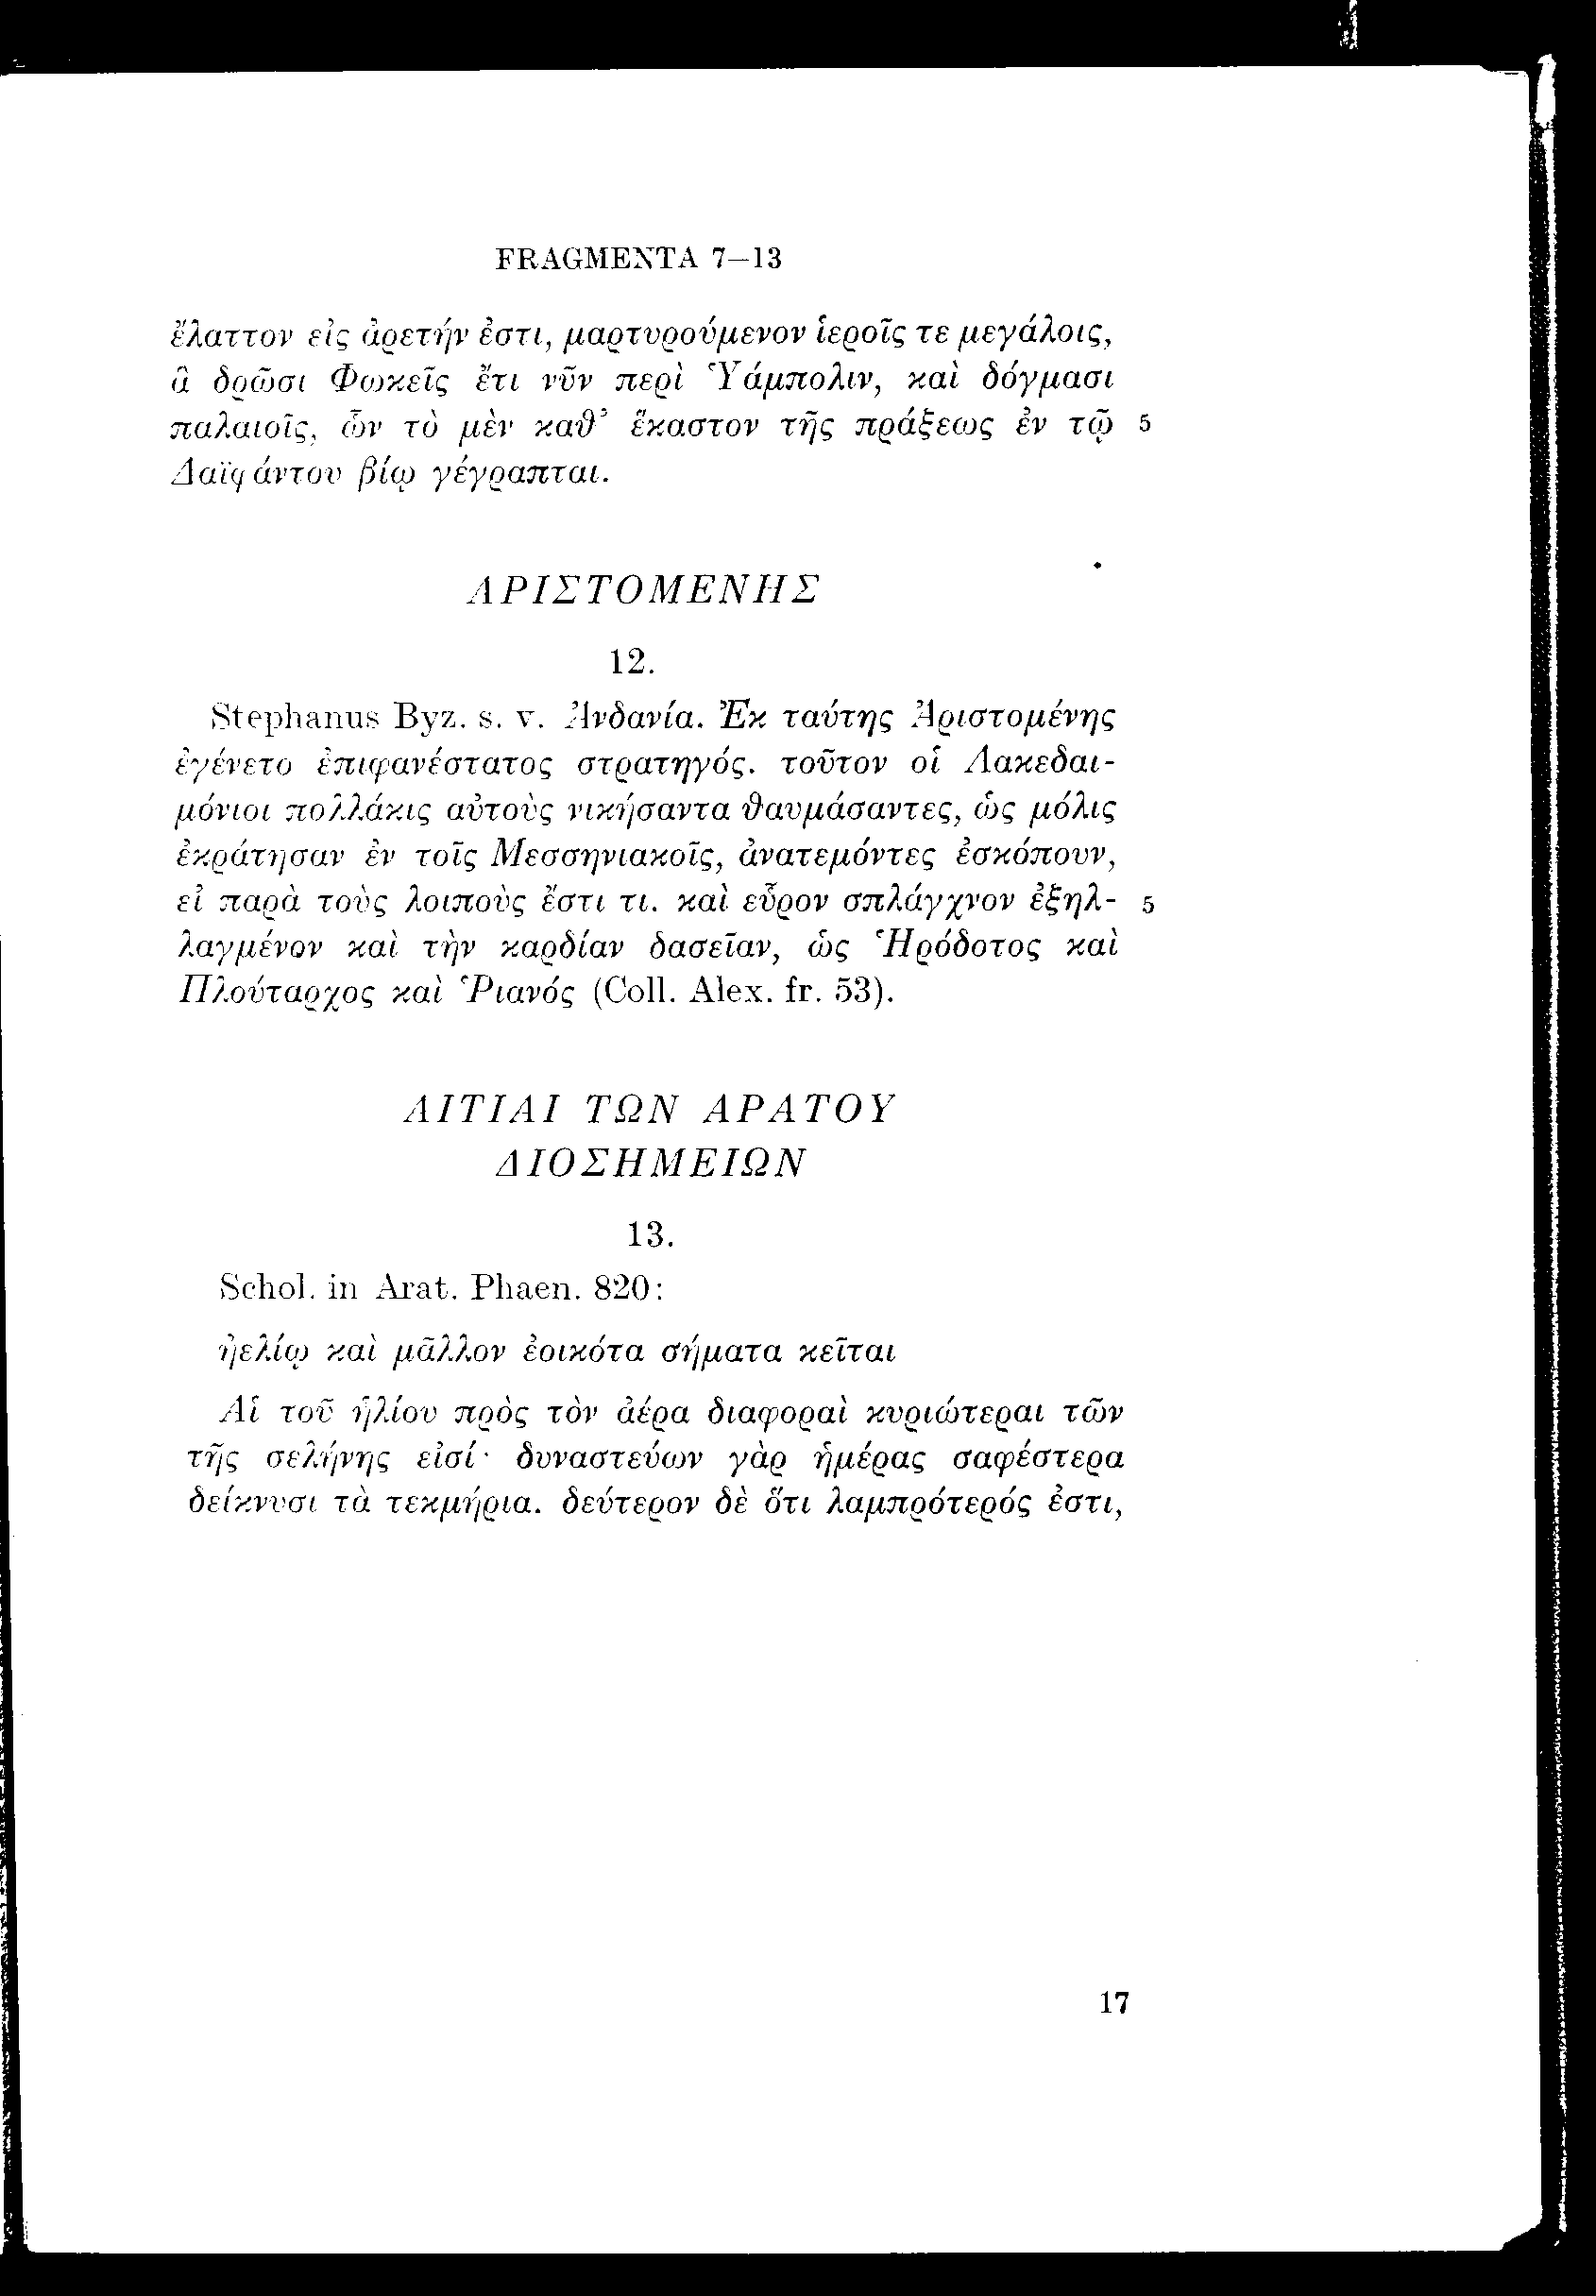 FRAGMENTA 7–13
ἔλαττον εἰς ἀρετήν ἐστι, μαρτυρούμενον ἱεροῖς τε μεγάλοις,
ἃ δρῶσι Φωκεῖς ἔτι νῦν περὶ Ὑάμπολιν, καὶ δόγμασι
παλαιοῖς, ὧν τὸ μὲν καθ’ ἕκαστον τῆς πράξεως ἐν τῷ 5
Δαϊφάντου βίῳ γέγραπται.
ΑΡΙΣΤΟΜΕΝΗΣ
12.
Stephanus Byz. s. v. Ἀνδανία. Ἐκ ταύτης Ἀριστομένης
ἐγένετο ἐπιφανέστατος στρατηγός. τοῦτον οἱ Λακεδαι-
μόνιοι πολλάκις αὐτοὺς νικήσαντα θαυμάσαντες, ὡς μόλις
ἐκράτησαν ἐν τοῖς Μεσσηνιακοῖς, ἀνατεμόντες ἐσκόπουν,
εἰ παρὰ τοὺς λοιποὺς ἔστι τι. καὶ εὗρον σπλάγχνον ἐξηλ- 5
λαγμένον καὶ τὴν καρδίαν δασεῖαν, ὡς Ἡρόδοτος καὶ
Πλούταρχος καὶ Ῥιανός (Coll. Alex. fr. 53).
ΑΙΤΙΑΙ ΤΩΝ ΑΡΑΤΟΥ
ΔΙΟΣΗΜΕΙΩΝ
13.
Schol. in Arat. Phaen. 820:
ἠελίῳ καὶ μᾶλλον ἐοικότα σήματα κεῖται
Αἱ τοῦ ἡλίου πρὸς τὸν ἀέρα διαφοραὶ κυριώτεραι τῶν
τῆς σελήνης εἰσί· δυναστεύων γὰρ ἡμέρας σαφέστερα
δείκνυσι τὰ τεκμήρια. δεύτερον δὲ ὅτι λαμπρότερός ἐστι,
17